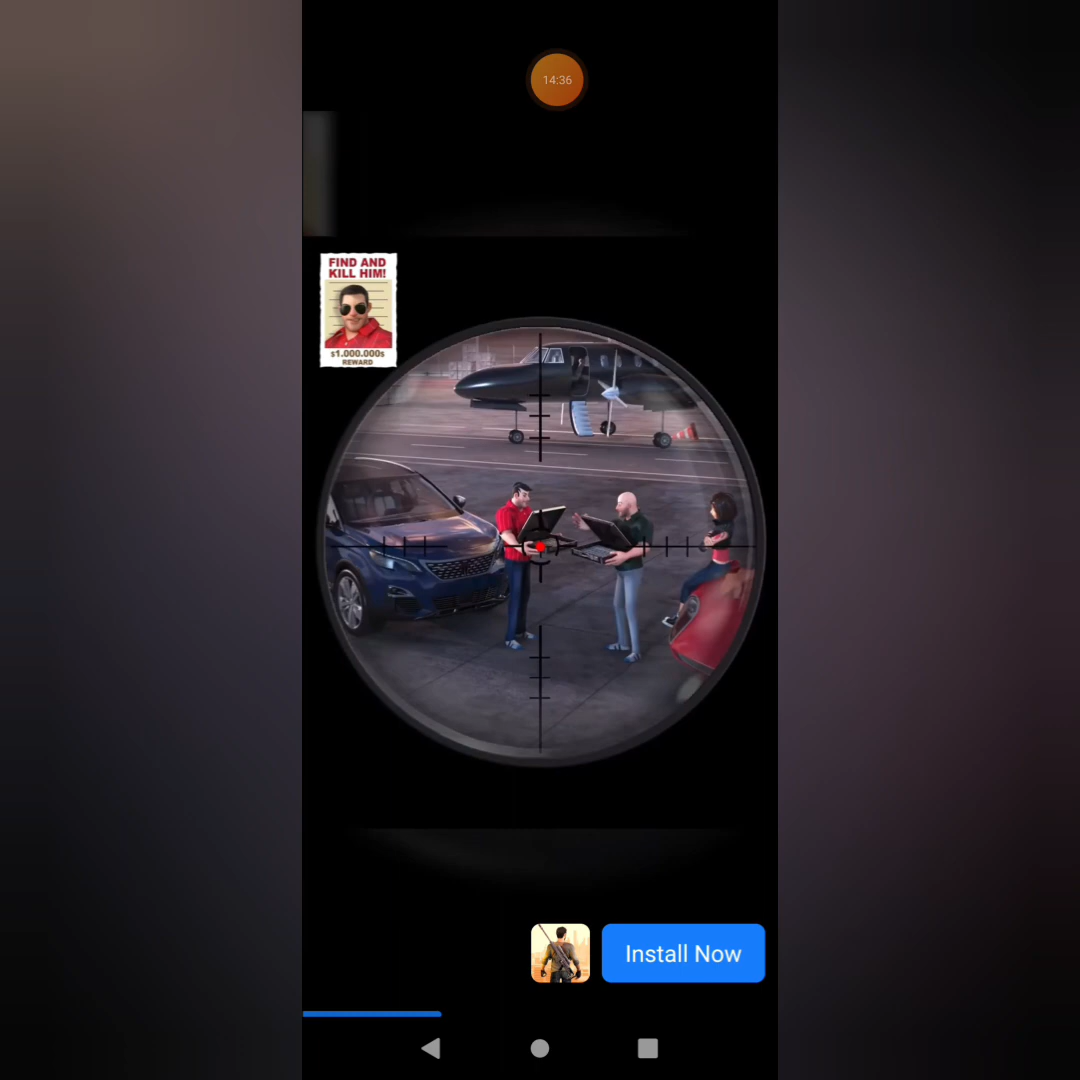 14:36
FIND AND
KILL HIM!
$1.000.000$
REWARD
Install Now